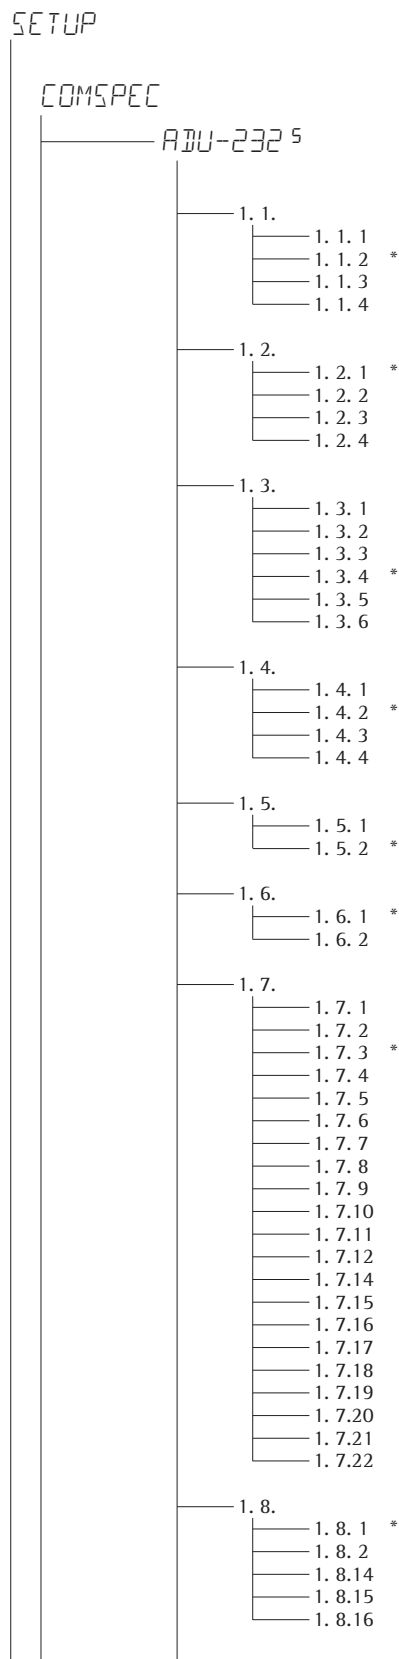 SETUP
COMSPEC
ADU-232 5
1. 1.
1. 1. 1
1. 1. 2 *
1. 1. 3
1. 1. 4
1. 2.
1. 2. 1 *
1. 2. 2
1. 2. 3
1. 2. 4
1. 3.
1. 3. 1
1. 3. 2
1. 3. 3
1. 3. 4 *
1. 3. 5
1. 3. 6
1. 4.
1. 4. 1
1. 4. 2 *
1. 4. 3
1. 4. 4
1. 5.
1. 5. 1
1. 5. 2 *
1. 6.
1. 6. 1 *
1. 6. 2
1. 7.
1. 7. 1
1. 7. 2
1. 7. 3 *
1. 7. 4
1. 7. 5
1. 7. 6
1. 7. 7
1. 7. 8
1. 7. 9
1. 7.10
1. 7.11
1. 7.12
1. 7.14
1. 7.15
1. 7.16
1. 7.17
1. 7.18
1. 7.19
1. 7.20
1. 7.21
1. 7.22
1. 8.
1. 8. 1 *
1. 8. 2
1. 8.14
1. 8.15
1. 8.16